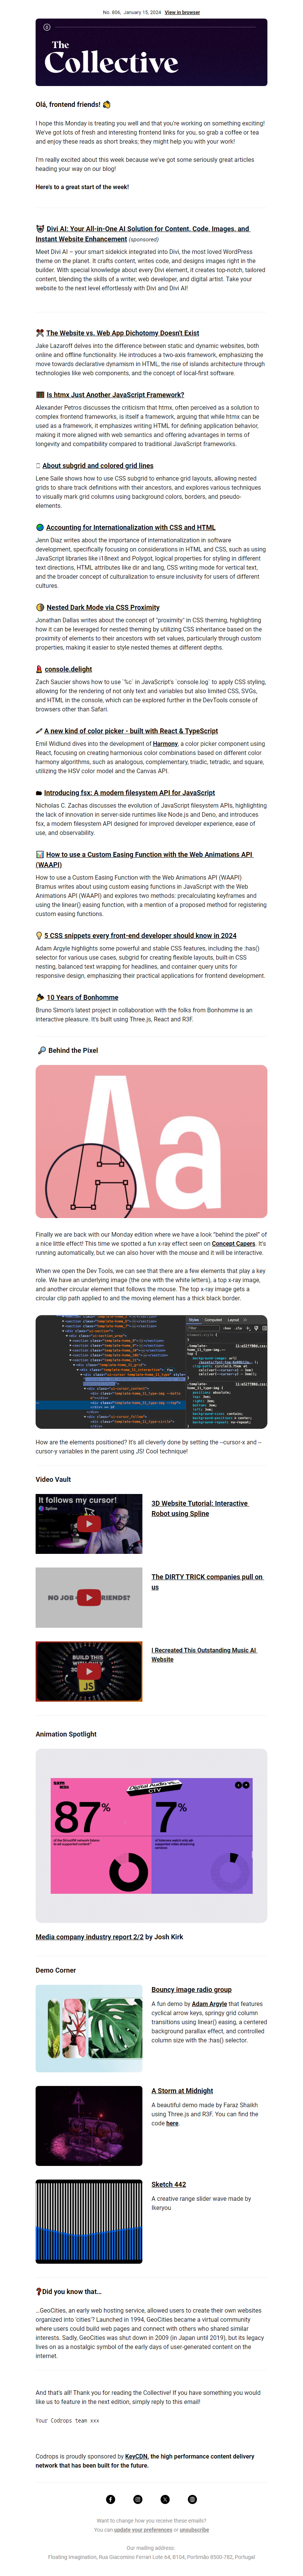 No. 806, January 15, 2024 View in browser
The
Collective
Olá, frontend friends! 👋
I hope this Monday is treating you well and that you're working on something exciting!
We've got lots of fresh and interesting frontend links for you, so grab a coffee or tea
and enjoy these reads as short breaks; they might help you with your work!
I'm really excited about this week because we've got some seriously great articles
heading your way on our blog!
Here's to a great start of the week!
Divi AI: Your All-in-One AI Solution for Content, Code, Images, and
Instant Website Enhancement (sponsored)
Meet Divi AI – your smart sidekick integrated into Divi, the most loved WordPress
theme on the planet. It crafts content, writes code, and designs images right in the
builder. With special knowledge about every Divi element, it creates top-notch, tailored
content, blending the skills of a writer, web developer, and digital artist. Take your
website to the next level effortlessly with Divi and Divi AI!
The Website vs. Web App Dichotomy Doesn't Exist
Jake Lazaroff delves into the difference between static and dynamic websites, both
online and offline functionality. He introduces a two-axis framework, emphasizing the
move towards declarative dynamism in HTML, the rise of islands architecture through
technologies like web components, and the concept of local-first software.
Is htmx Just Another JavaScript Framework?
Alexander Petros discusses the criticism that htmx, often perceived as a solution to
complex frontend frameworks, is itself a framework, arguing that while htmx can be
used as a framework, it emphasizes writing HTML for defining application behavior,
making it more aligned with web semantics and offering advantages in terms of
longevity and compatibility compared to traditional JavaScript frameworks.
About subgrid and colored grid lines
Lene Saile shows how to use CSS subgrid to enhance grid layouts, allowing nested
grids to share track definitions with their ancestors, and explores various techniques
to visually mark grid columns using background colors, borders, and pseudo-
elements.
Accounting for Internationalization with CSS and HTML
Jenn Diaz writes about the importance of internationalization in software
development, specifically focusing on considerations in HTML and CSS, such as using
JavaScript libraries like i18next and Polygot, logical properties for styling in different
text directions, HTML attributes like dir and lang, CSS writing mode for vertical text,
and the broader concept of culturalization to ensure inclusivity for users of different
cultures.
Nested Dark Mode via CSS Proximity
Jonathan Dallas writes about the concept of "proximity" in CSS theming, highlighting
how it can be leveraged for nested theming by utilizing CSS inheritance based on the
proximity of elements to their ancestors with set values, particularly through custom
properties, making it easier to style nested themes at different depths.
console.delight
Zach Saucier shows how to use `%c` in JavaScript's `console.log` to apply CSS styling,
allowing for the rendering of not only text and variables but also limited CSS, SVGs,
and HTML in the console, which can be explored further in the DevTools console of
browsers other than Safari.
A new kind of color picker - built with React & TypeScript
Emil Widlund dives into the development of Harmony, a color picker component using
React, focusing on creating harmonious color combinations based on different color
harmony algorithms, such as analogous, complementary, triadic, tetradic, and square,
utilizing the HSV color model and the Canvas API.
Introducing fsx: A modern filesystem API for JavaScript
Nicholas C. Zachas discusses the evolution of JavaScript filesystem APIs, highlighting
the lack of innovation in server-side runtimes like Node.js and Deno, and introduces
fsx, a modern filesystem API designed for improved developer experience, ease of
use, and observability.
How to use a Custom Easing Function with the Web Animations API
(WAAPI)
How to use a Custom Easing Function with the Web Animations API (WAAPI)
Bramus writes about using custom easing functions in JavaScript with the Web
Animations API (WAAPI) and explores two methods: precalculating keyframes and
using the linear() easing function, with a mention of a proposed method for registering
custom easing functions.
5 CSS snippets every front-end developer should know in 2024
Adam Argyle highlights some powerful and stable CSS features, including the :has()
selector for various use cases, subgrid for creating flexible layouts, built-in CSS
nesting, balanced text wrapping for headlines, and container query units for
responsive design, emphasizing their practical applications for frontend development.
10 Years of Bonhomme
Bruno Simon's latest project in collaboration with the folks from Bonhomme is an
interactive pleasure. It's built using Three.js, React and R3F.
🔎 Behind the Pixel
Aa
Finally we are back with our Monday edition where we have a look "behind the pixel" of
a nice little effect! This time we spotted a fun x-ray effect seen on Concept Capers. It's
running automatically, but we can also hover with the mouse and it will be interactive.
When we open the Dev Tools, we can see that there are a few elements that play a key
role. We have an underlying image (the one with the white letters), a top x-ray image,
and another circular element that follows the mouse. The top x-ray image gets a
circular clip path applied to and the moving element has a thick black border.
Styles Computed Layout
How are the elements positioned? It's all cleverly done by setting the --cursor-x and --
cursor-y variables in the parent using JS! Cool technique!
Video Vault
It follows my cursor!
Spline
3D Website Tutorial: Interactive
Robot using Spline
NO JOB FRIENDS?
The DIRTY TRICK companies pull on
us
BUILD THIS
JS
I Recreated This Outstanding Music AI
Website
Animation Spotlight
sxm
Digital Audio vs...
CTV
87%
7%
Media company industry report 2/2 by Josh Kirk
Demo Corner
Bouncy image radio group
A fun demo by Adam Argyle that features
cyclical arrow keys, springy grid column
transitions using linear() easing, a centered
background parallax effect, and controlled
column size with the :has() selector.
A Storm at Midnight
A beautiful demo made by Faraz Shaikh
using Three.js and R3F. You can find the
code here.
Sketch 442
A creative range slider wave made by
Ikeryou
❓Did you know that…
...GeoCities, an early web hosting service, allowed users to create their own websites
organized into 'cities'? Launched in 1994, GeoCities became a virtual community
where users could build web pages and connect with others who shared similar
interests. Sadly, GeoCities was shut down in 2009 (in Japan until 2019), but its legacy
lives on as a nostalgic symbol of the early days of user-generated content on the
internet.
And that's all! Thank you for reading the Collective! If you have something you would
like us to feature in the next edition, simply reply to this email!
Your Codrops team xxx
Codrops is proudly sponsored by KeyCDN, the high performance content delivery
network that has been built for the future.
Want to change how you receive these emails?
You can update your preferences or unsubscribe
Our mailing address:
Floating Imagination, Rua Giacomino Ferrari Lote 64, 8104, Portimão 8500-782, Portugal